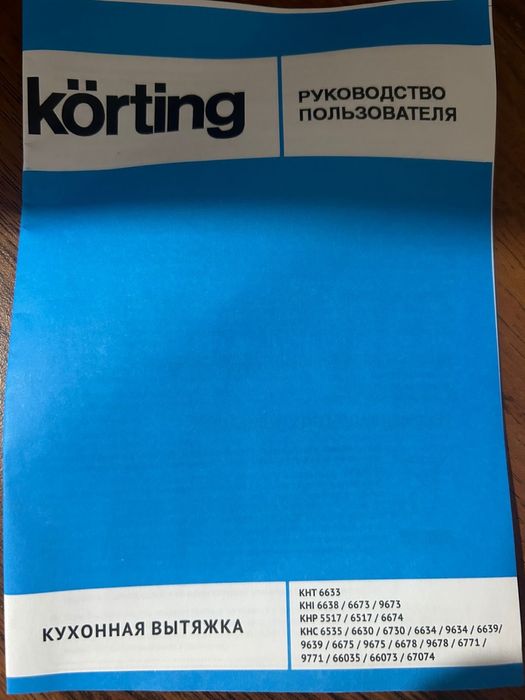 körting
РУКОВОДСТВО
ПОЛЬЗОВАТЕЛЯ
КУХОННАЯ ВЫТЯЖКА
KHT 6633
KHI 6638 / 6673 / 9673
KHP 5517 / 6517 / 6674
KHC 6535 / 6630 / 6730 / 6634 / 9634 / 6639/
9639 / 6675 / 9675 / 6678 / 9678 / 6771 /
9771 / 66035 / 66073 / 67074